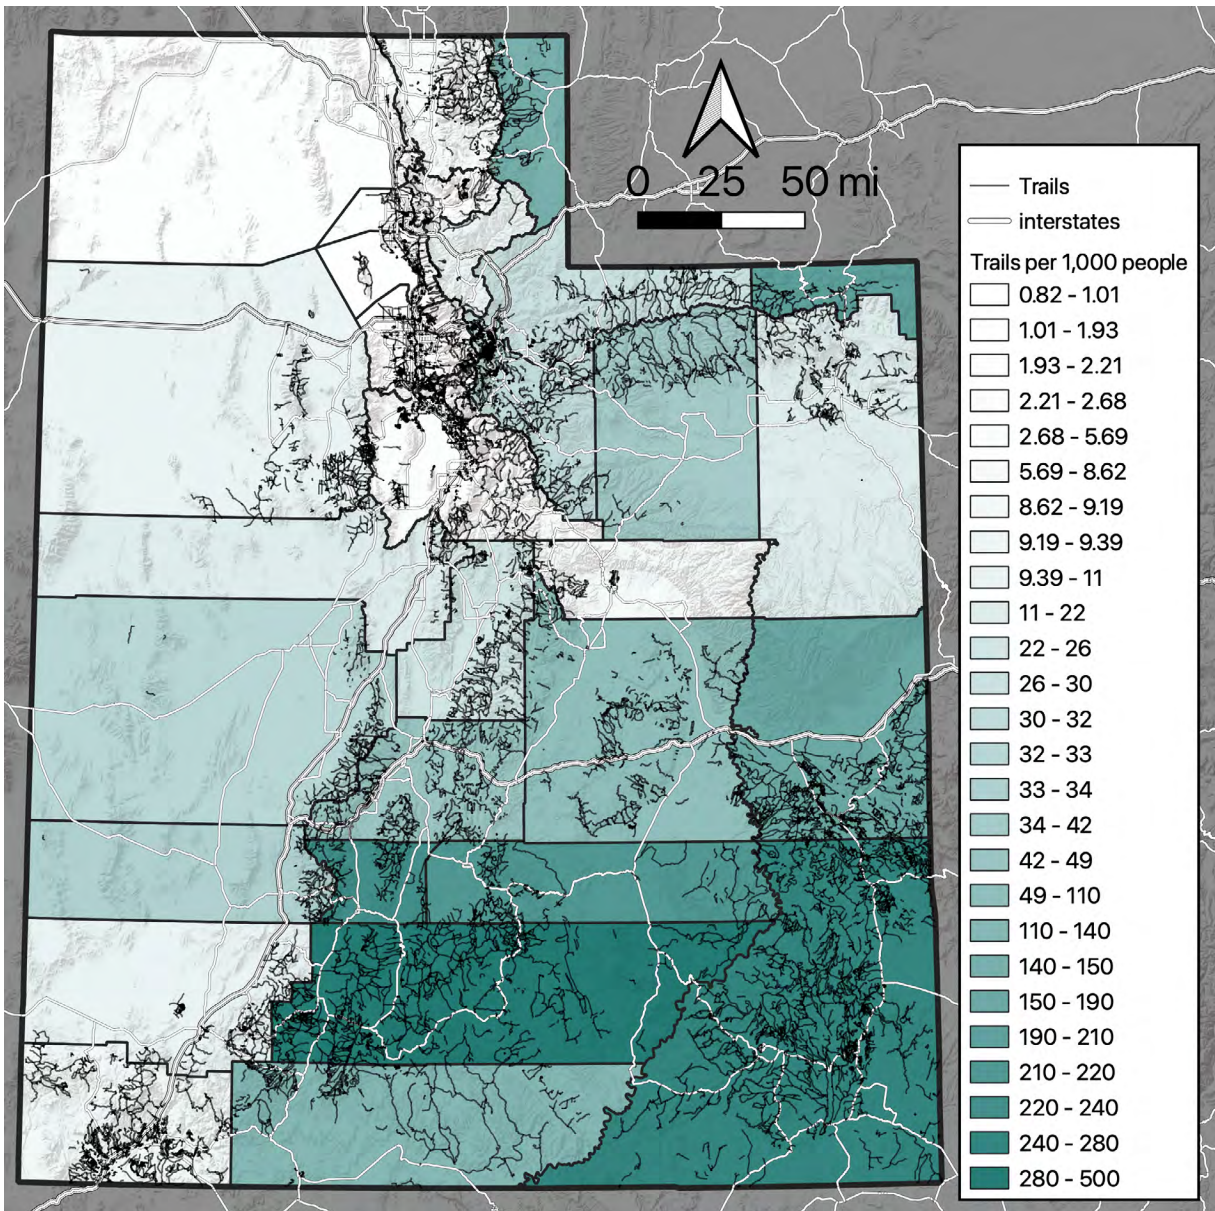 0 25 50 mi
Trails
interstates
Trails per 1,000 people
0.82 - 1.01
1.01 - 1.93
1.93 - 2.21
2.21 - 2.68
2.68 - 5.69
5.69 - 8.62
8.62 - 9.19
9.19 - 9.39
9.39 - 11
11 - 22
22 - 26
26 - 30
30 - 32
32 - 33
33 - 34
34 - 42
42 - 49
49 - 110
110 - 140
140 - 150
150 - 190
190 - 210
210 - 220
220 - 240
240 - 280
280 - 500